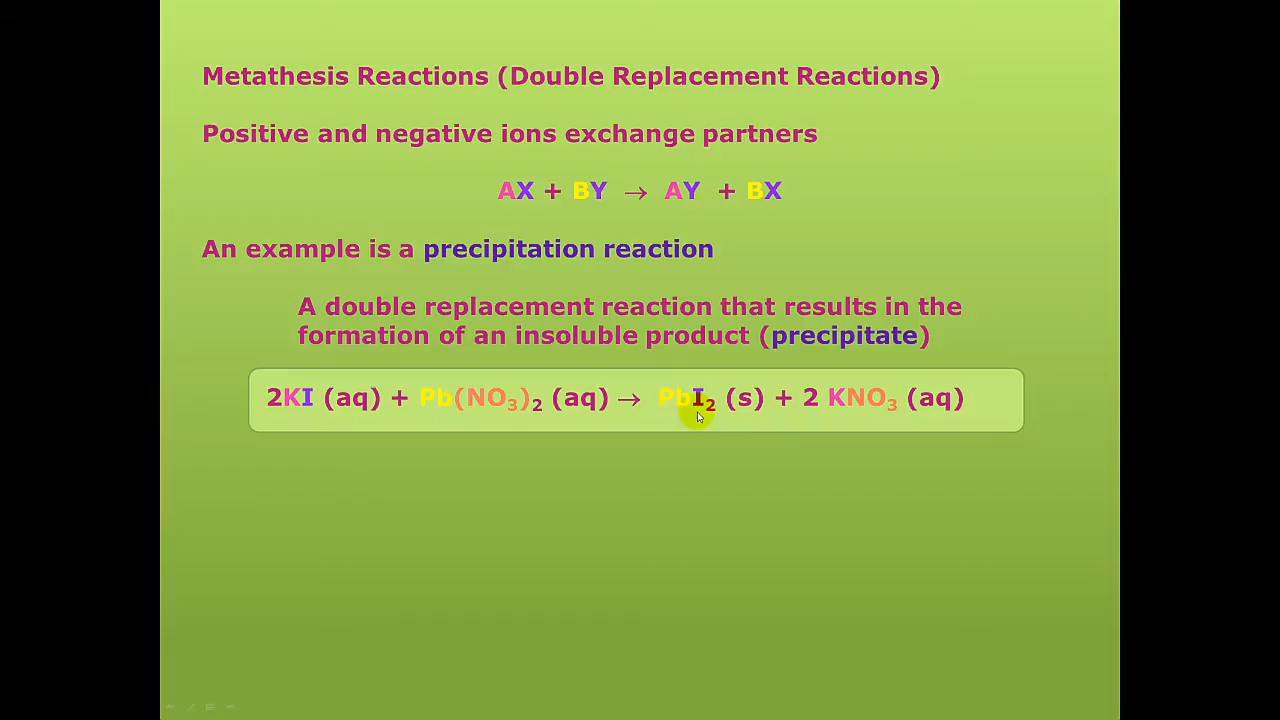 Metathesis Reactions (Double Replacement Reactions)
Positive and negative ions exchange partners
AX + BY → AY + BX
An example is a precipitation reaction
A double replacement reaction that results in the
formation of an insoluble product (precipitate)
2KI (aq) + Pb(NO₃)₂ (aq) → PbI₂ (s) + 2 KNO₃ (aq)